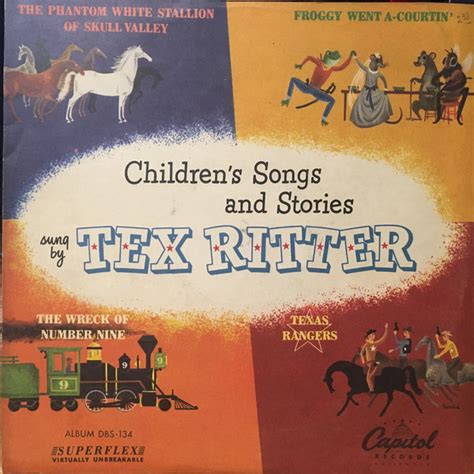 THE PHANTOM WHITE STALLION
OF SKULL VALLEY
FROGGY WENT A-COURTIN'
Children's Songs
and Stories
sung
by
TEX RITTER
THE WRECK OF
NUMBER NINE
TEXAS
RANGERS
9
9
ALBUM DBS-134
SUPERFLEX
VIRTUALLY UNBREAKABLE
Capitol
RECORDS